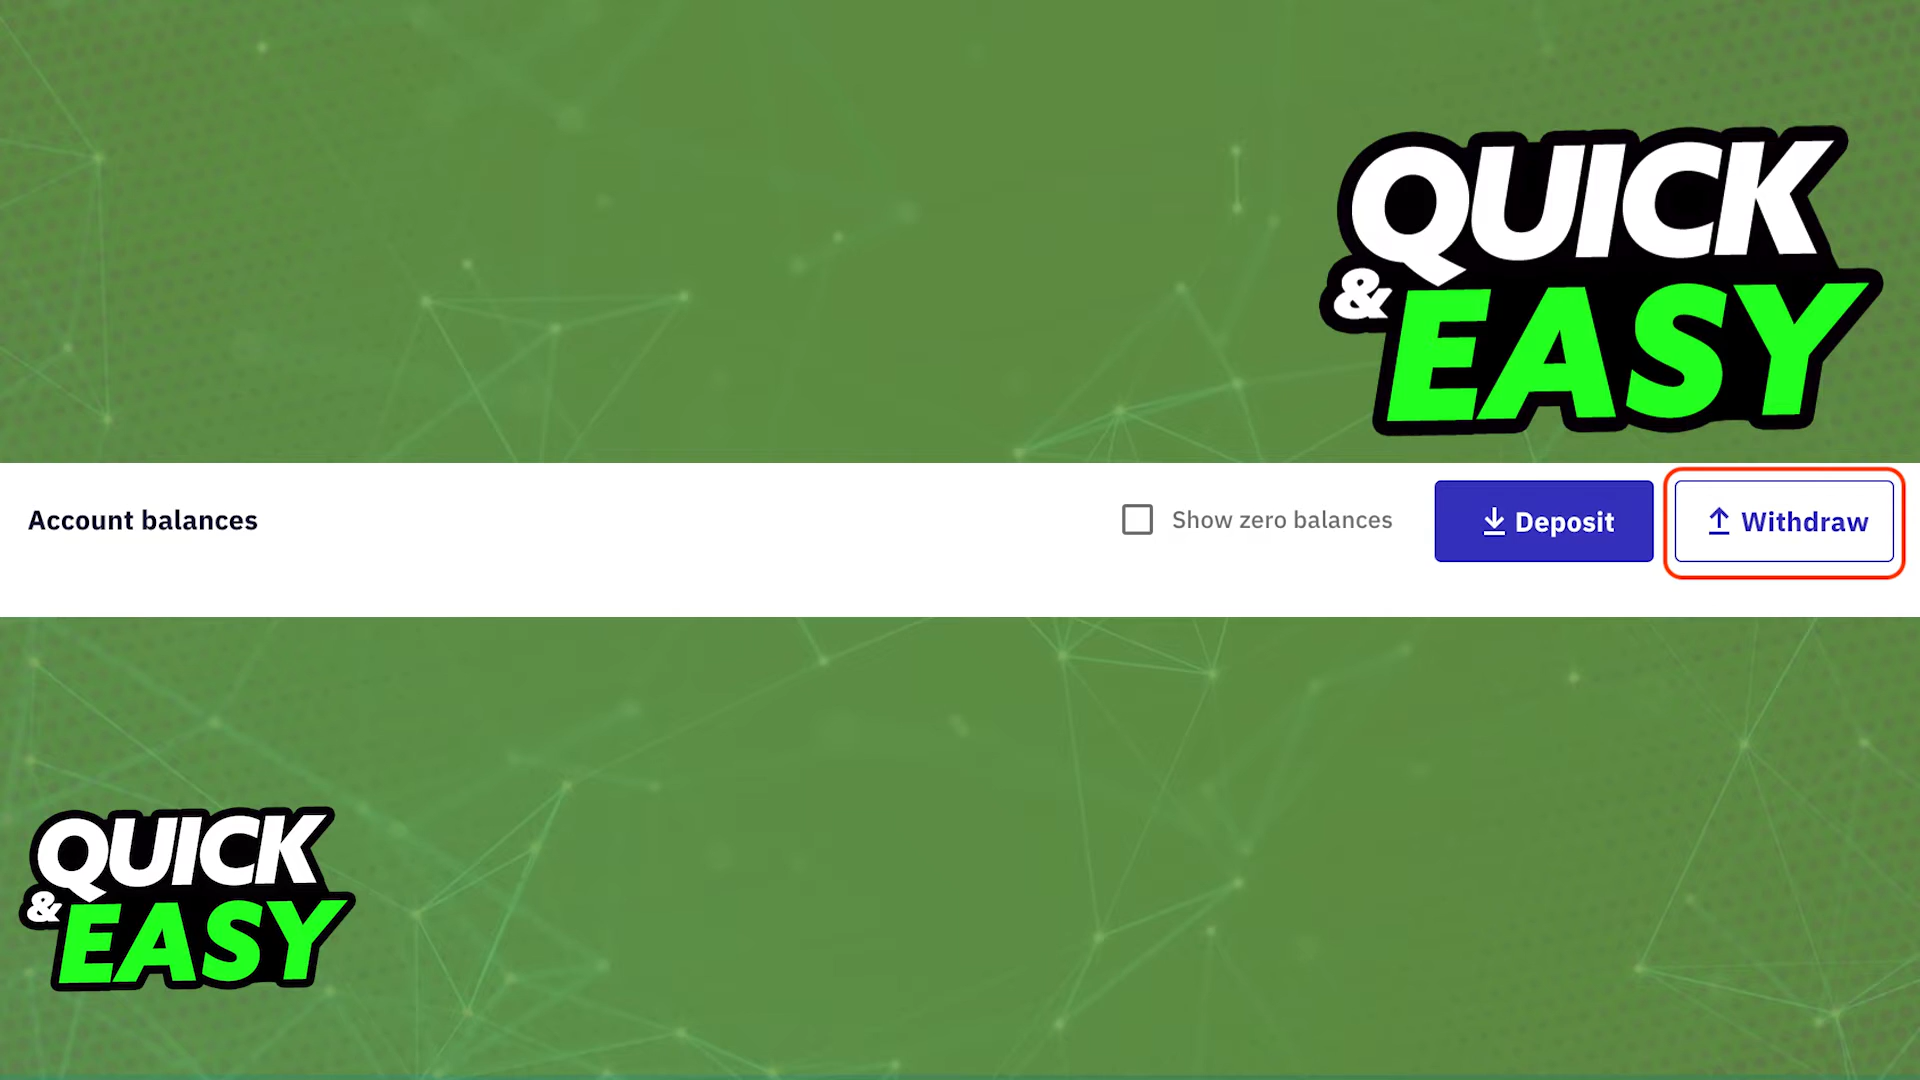 QUICK
& EASY
Account balances
Show zero balances
Deposit
Withdraw
QUICK
& EASY